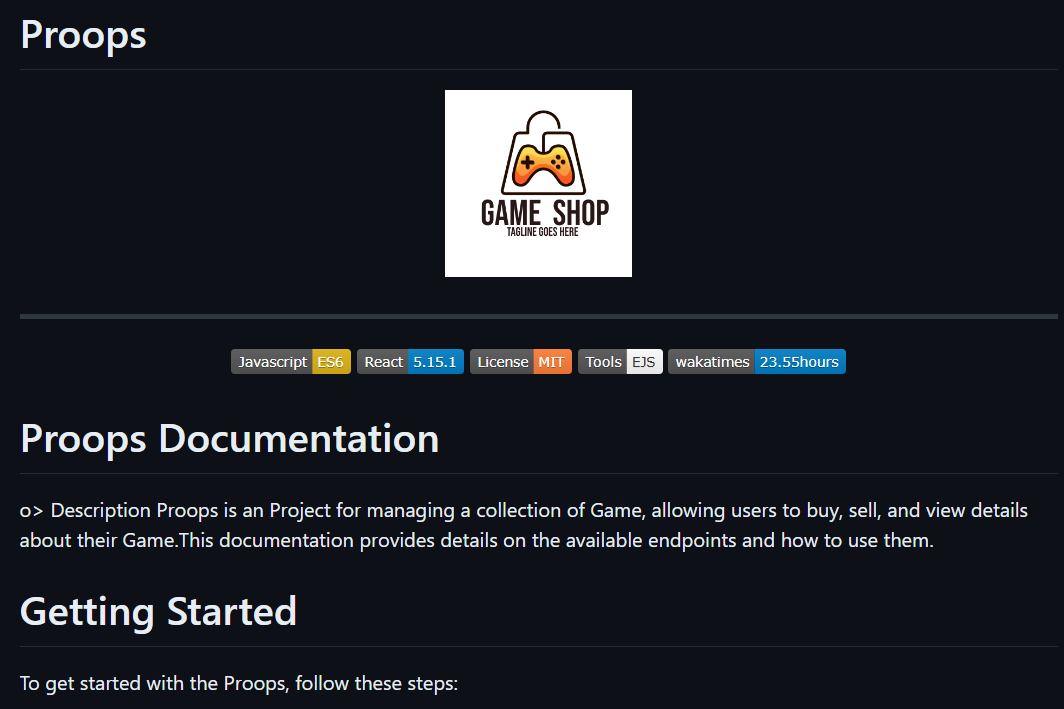 Proops
GAME SHOP
TAGLINE GOES HERE
Javascript ES6 React 5.15.1 License MIT Tools EJS wakatimes 23.55hours
Proops Documentation
o> Description Proops is an Project for managing a collection of Game, allowing users to buy, sell, and view details
about their Game.This documentation provides details on the available endpoints and how to use them.
Getting Started
To get started with the Proops, follow these steps: